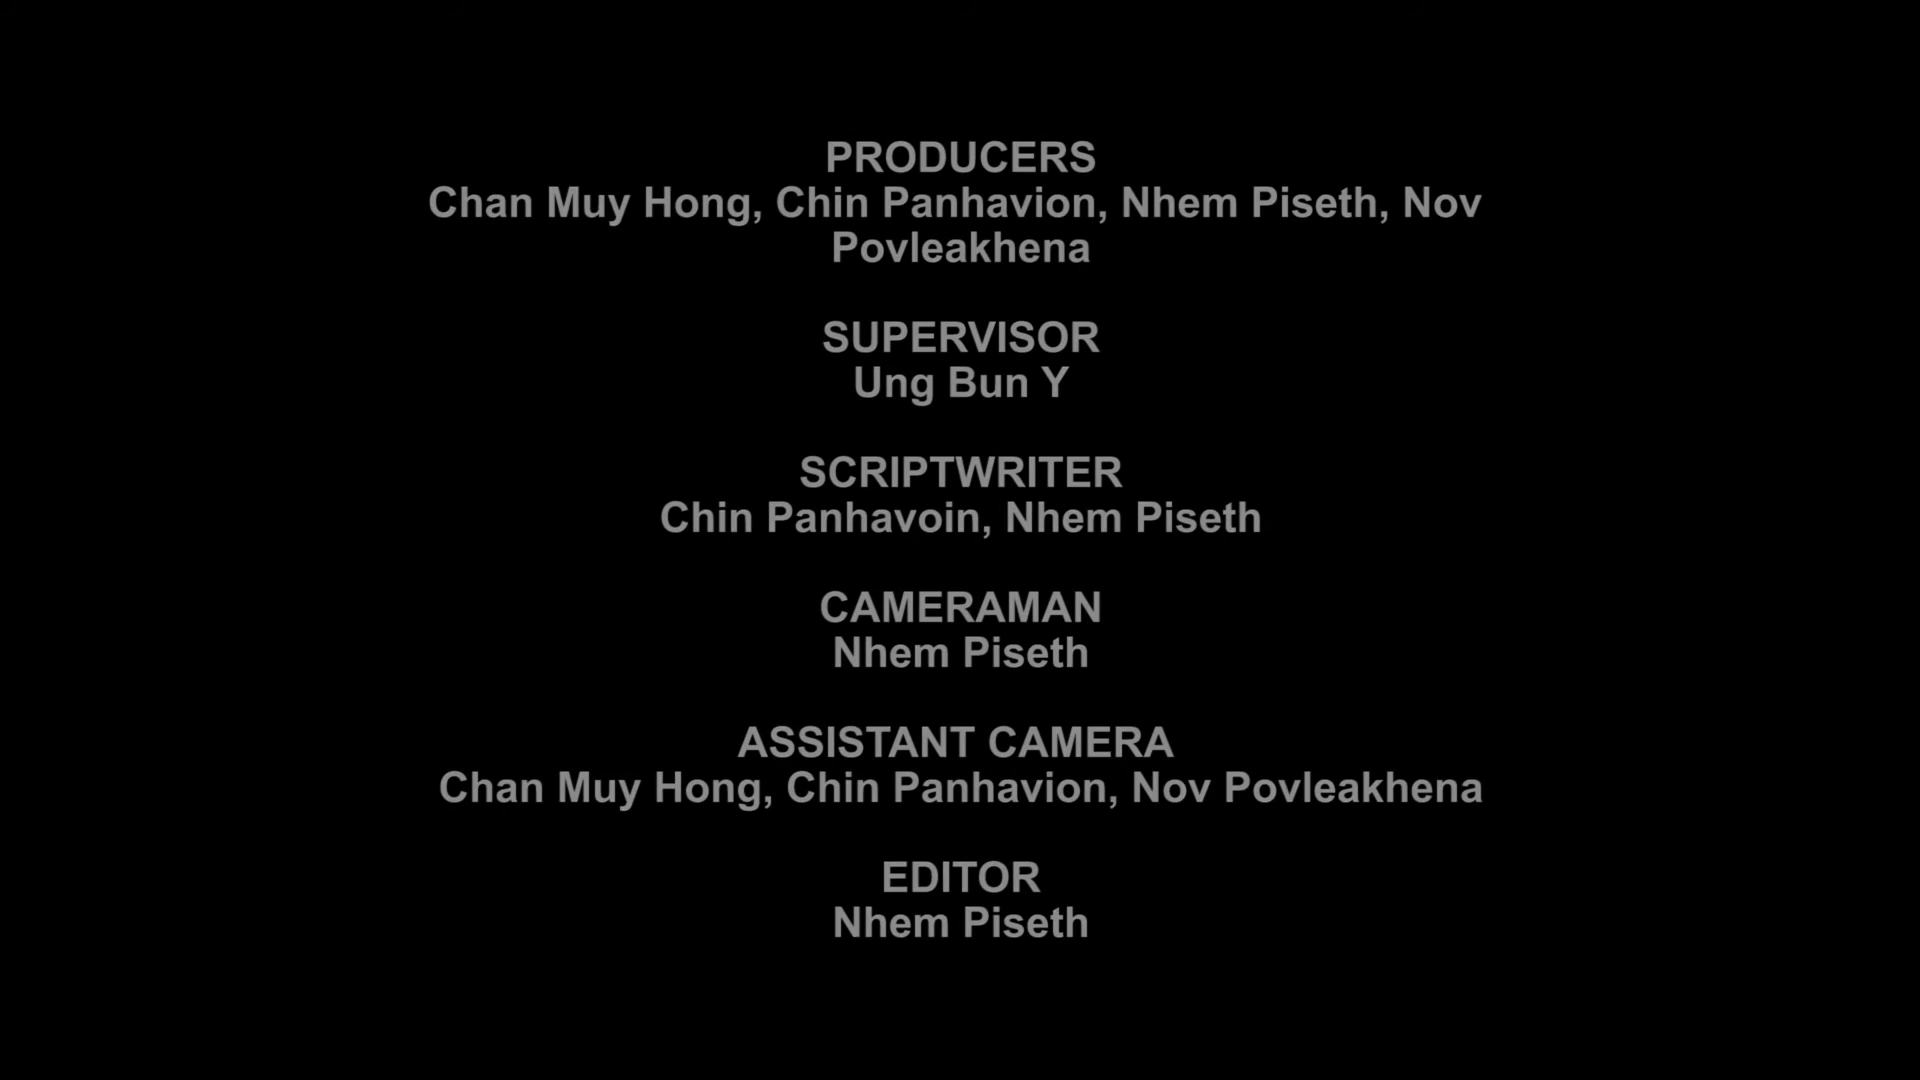 PRODUCERS
Chan Muy Hong, Chin Panhavion, Nhem Piseth, Nov
Povleakhena
SUPERVISOR
Ung Bun Y
SCRIPTWRITER
Chin Panhavoin, Nhem Piseth
CAMERAMAN
Nhem Piseth
ASSISTANT CAMERA
Chan Muy Hong, Chin Panhavion, Nov Povleakhena
EDITOR
Nhem Piseth